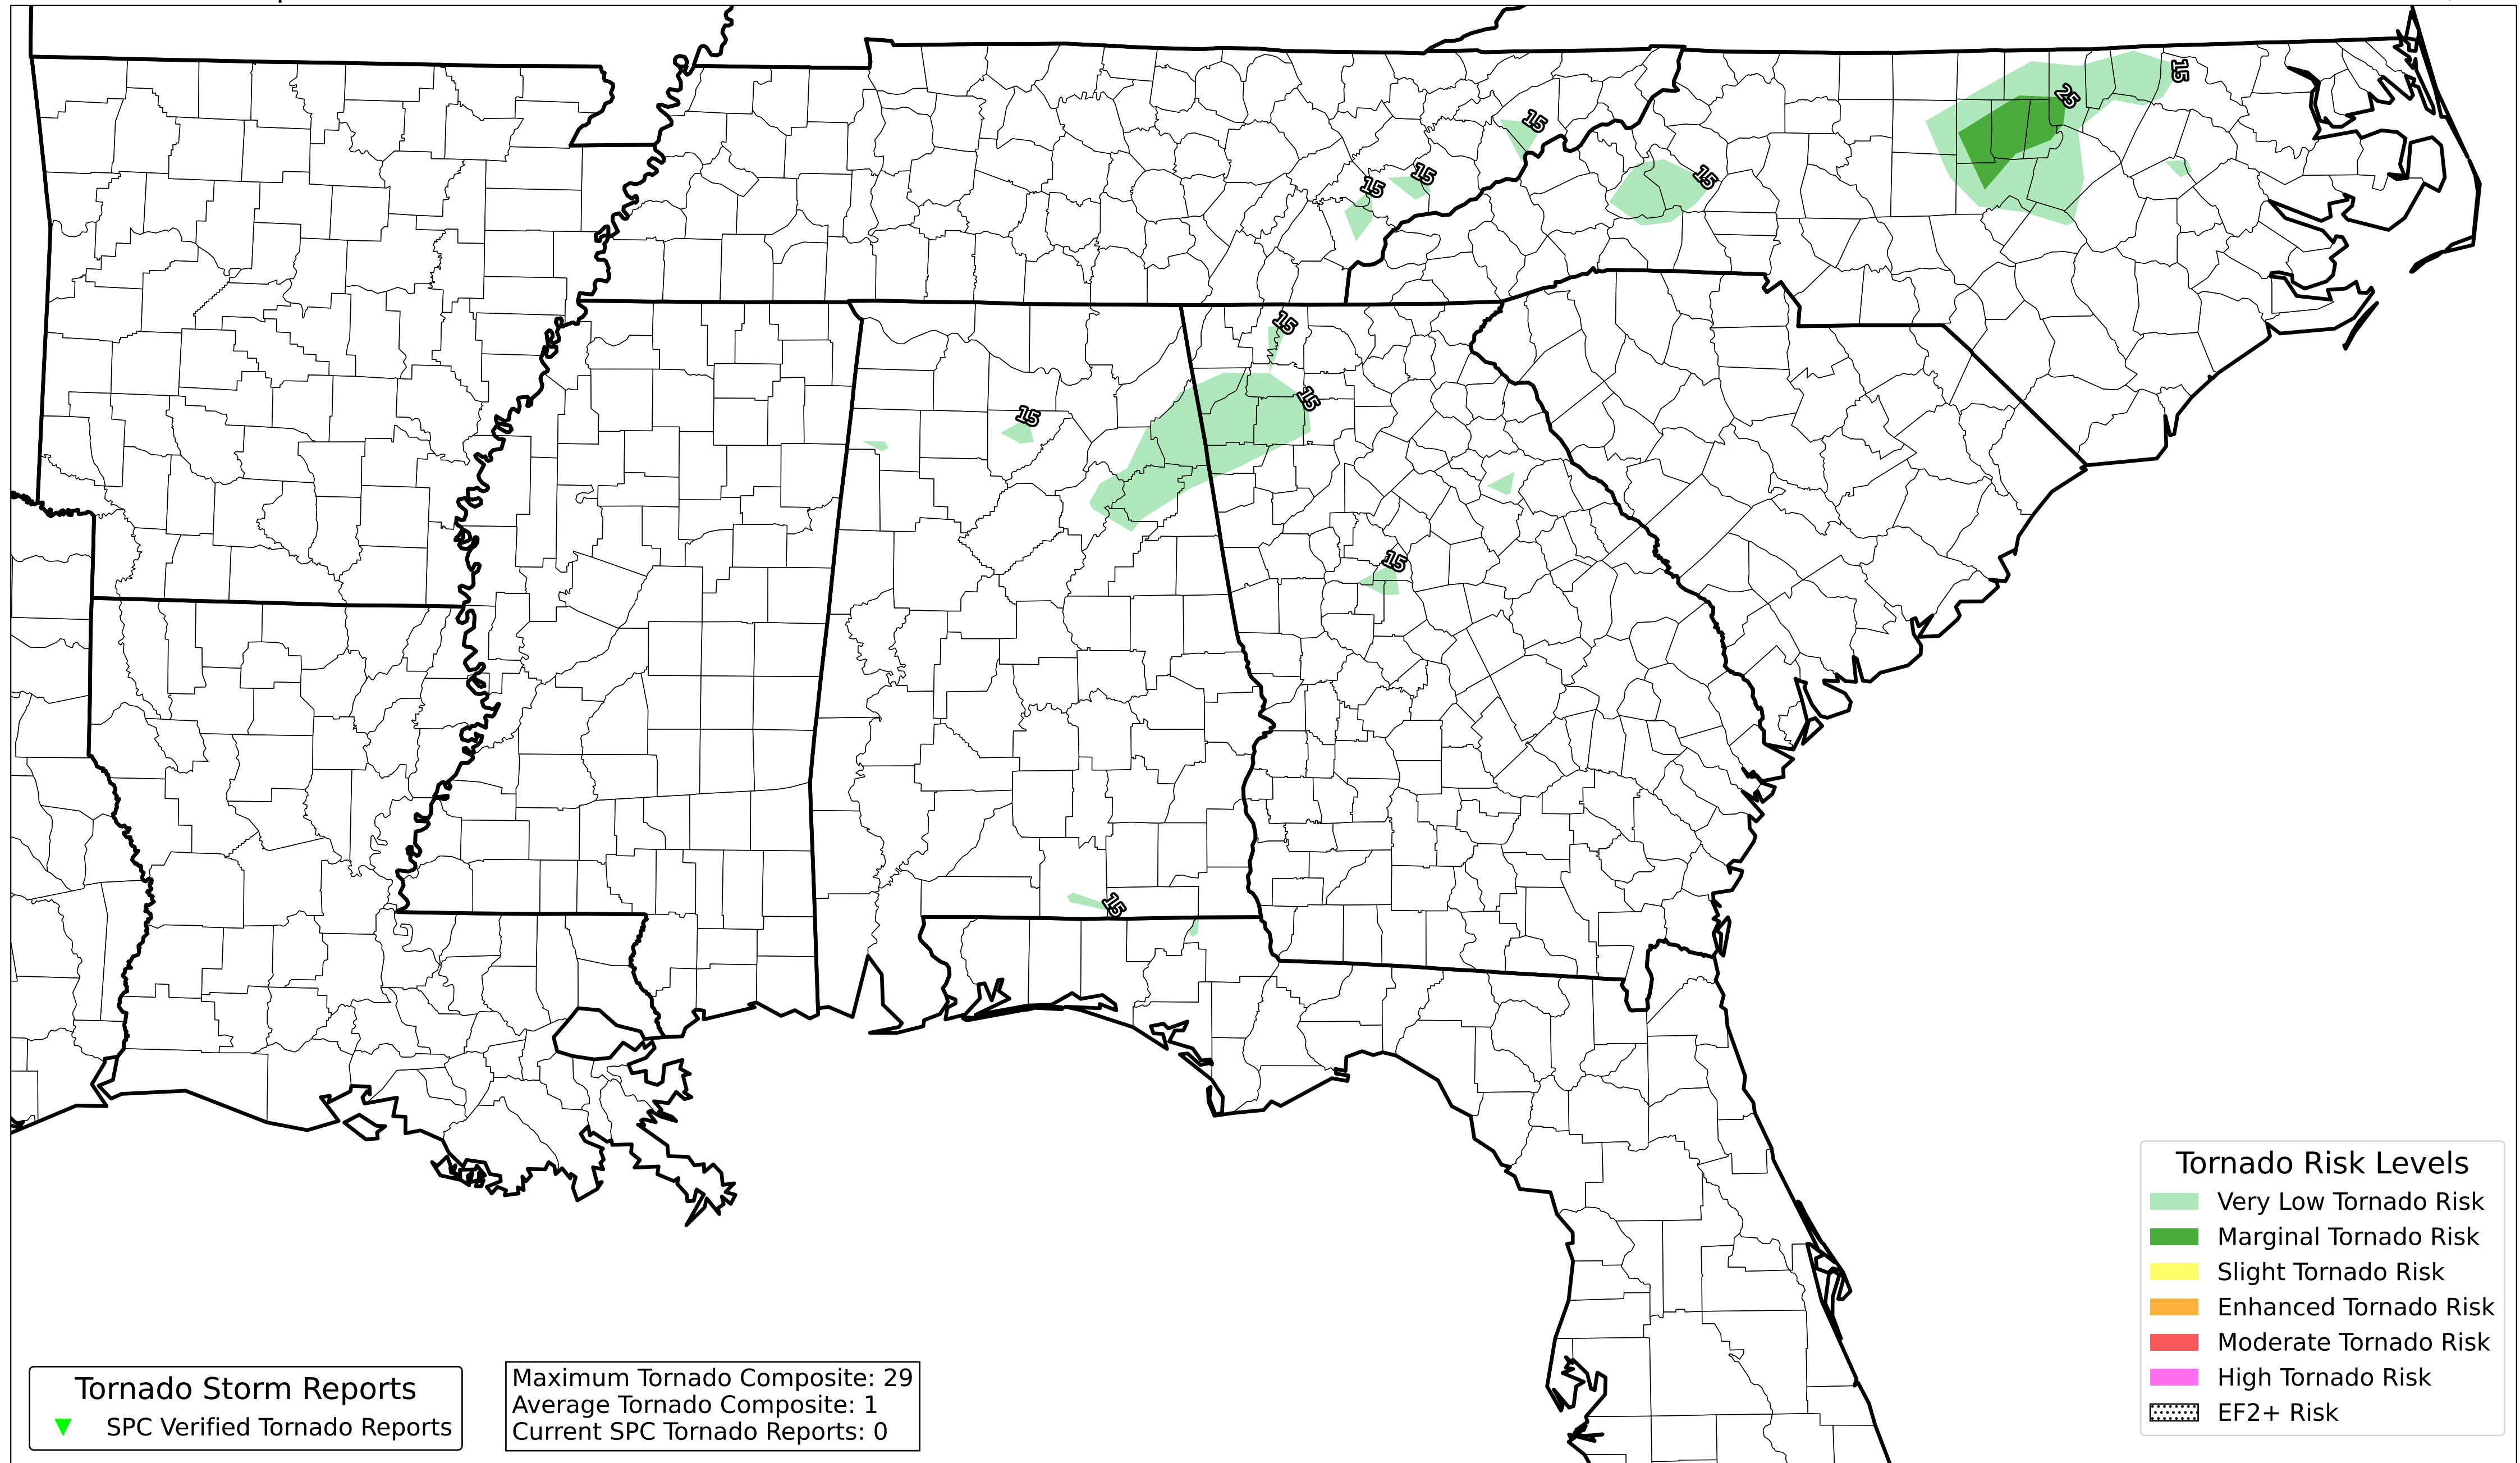 15
25
15
15
15
15
15
15
15
15
15
Tornado Risk Levels
Very Low Tornado Risk
Marginal Tornado Risk
Slight Tornado Risk
Enhanced Tornado Risk
Moderate Tornado Risk
High Tornado Risk
EF2+ Risk
Tornado Storm Reports
SPC Verified Tornado Reports
Maximum Tornado Composite: 29
Average Tornado Composite: 1
Current SPC Tornado Reports: 0